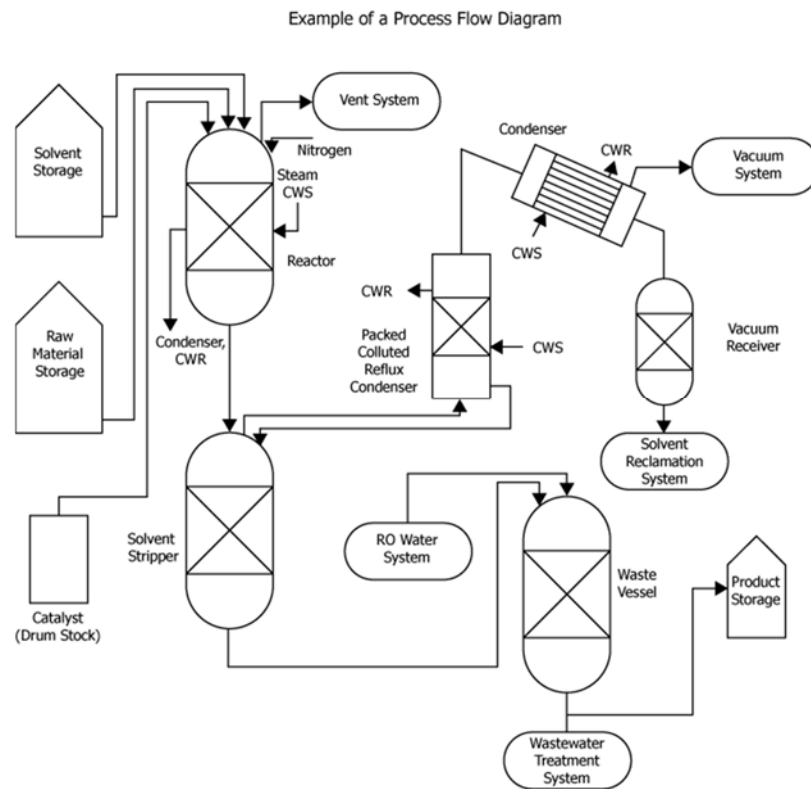 Example of a Process Flow Diagram
Vent System
Solvent
Storage
Nitrogen
Steam
CWS
Reactor
Condenser,
CWR
Raw
Material
Storage
Catalyst
(Drum Stock)
Solvent
Stripper
Condenser
CWR
CWS
Vacuum
System
CWR
CWS
Packed
Colluted
Reflux
Condenser
Vacuum
Receiver
Solvent
Reclamation
System
RO Water
System
Waste
Vessel
Product
Storage
Wastewater
Treatment
System